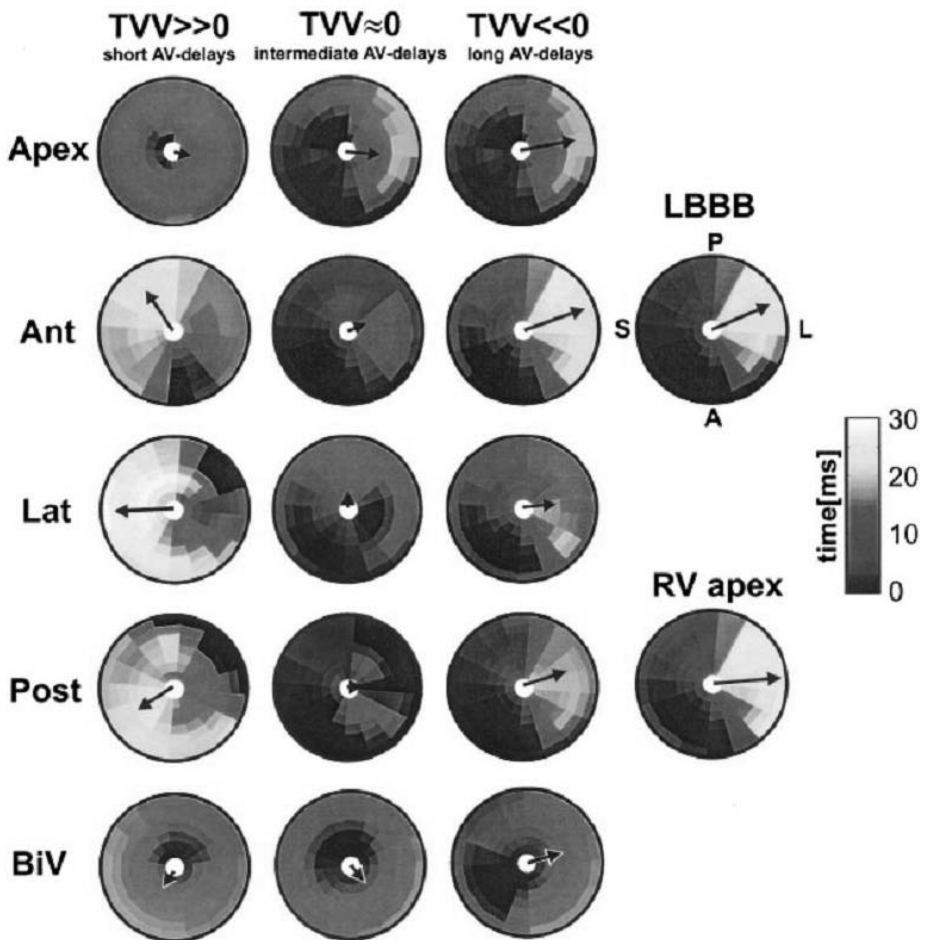 TVV>>0 TVV≈0 TVV<<0
short AV-delays intermediate AV-delays long AV-delays
Apex
LBBB
P
Ant
S
L
A
Lat
30
20
10
0
time[ms]
RV apex
Post
BiV